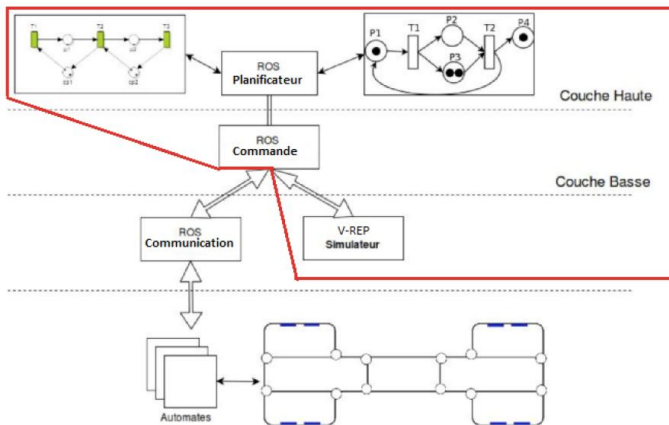 T1 T2 T3
P1 T1 P2 T2 P4
P3
ROS
Planificateur
Couche Haute
ROS
Commande
Couche Basse
ROS
Communication
V-REP
Simulateur
Automates